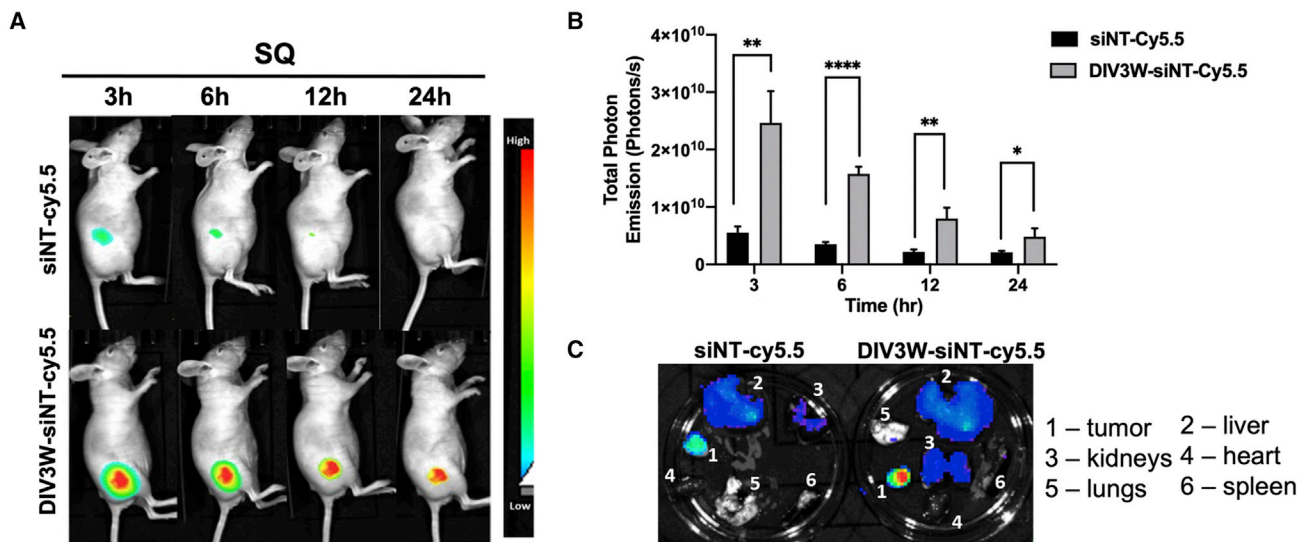 A
SQ
3h 6h 12h 24h
siNT-cy5.5
DIV3W-siNT-cy5.5
High
Low
B
Total Photon
Emission (Photons/s)
4×10¹⁰
3×10¹⁰
2×10¹⁰
1×10¹⁰
0
** **** ** *
3 6 12 24
Time (hr)
siNT-Cy5.5
DIV3W-siNT-Cy5.5
C
siNT-cy5.5 DIV3W-siNT-cy5.5
2 3 1 4 5 6
2 5 3 1 6 4
1 – tumor 2 – liver
3 – kidneys 4 – heart
5 – lungs 6 – spleen